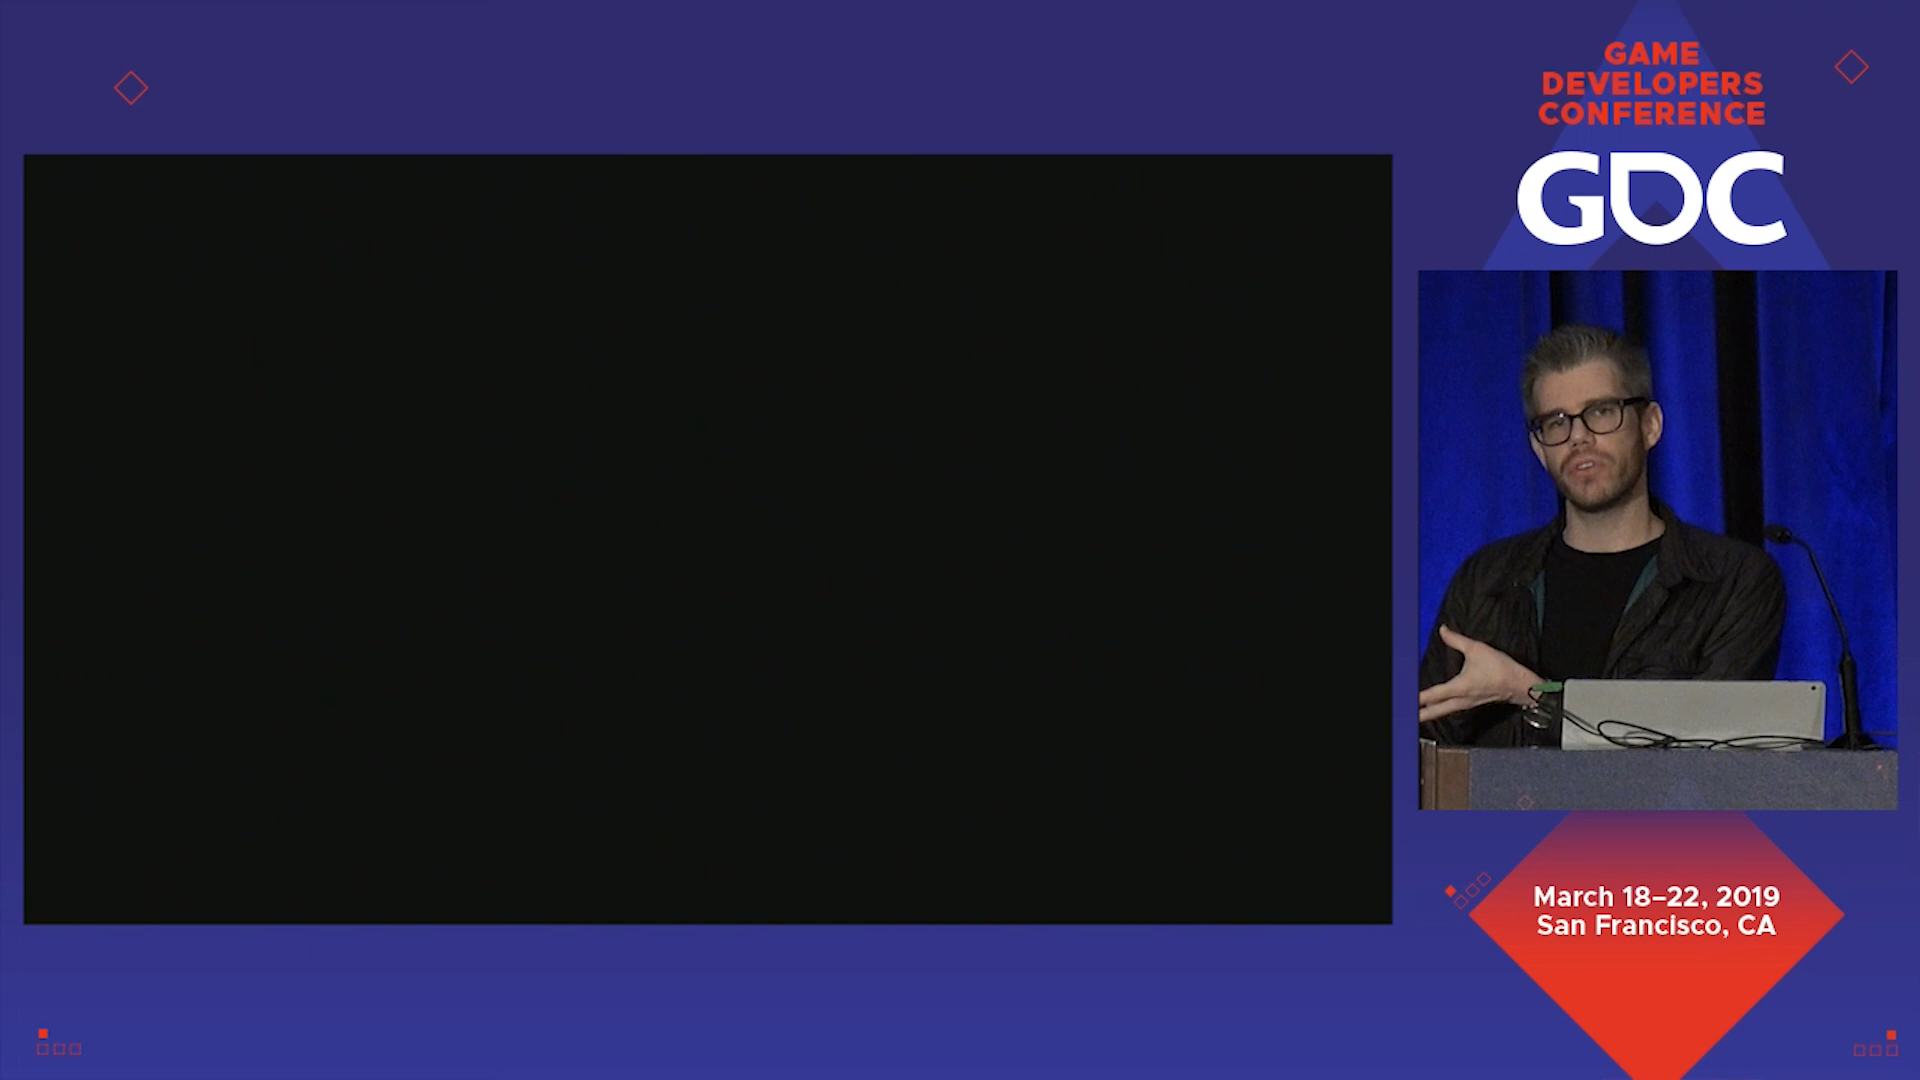 GAME
DEVELOPERS
CONFERENCE
GDC
March 18–22, 2019
San Francisco, CA